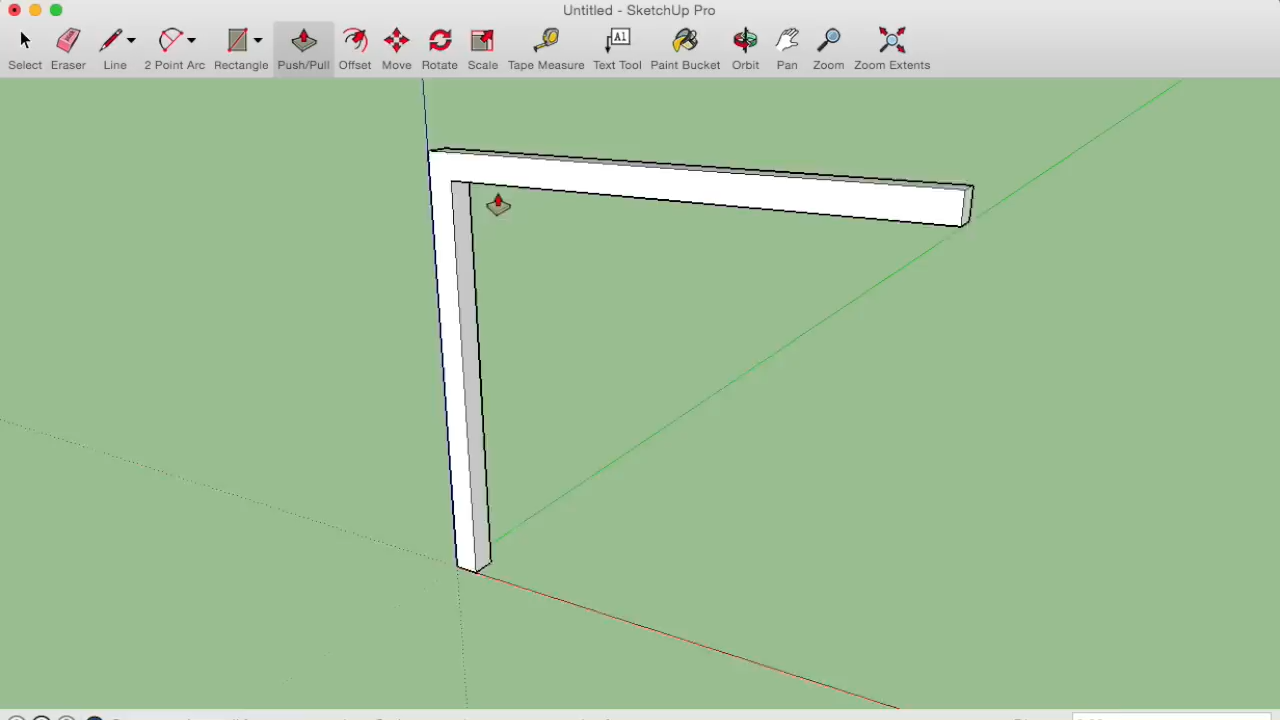 Untitled - SketchUp Pro
A1
Select Eraser Line 2 Point Arc Rectangle Push/Pull Offset Move Rotate Scale Tape Measure Text Tool Paint Bucket Orbit Pan Zoom Zoom Extents